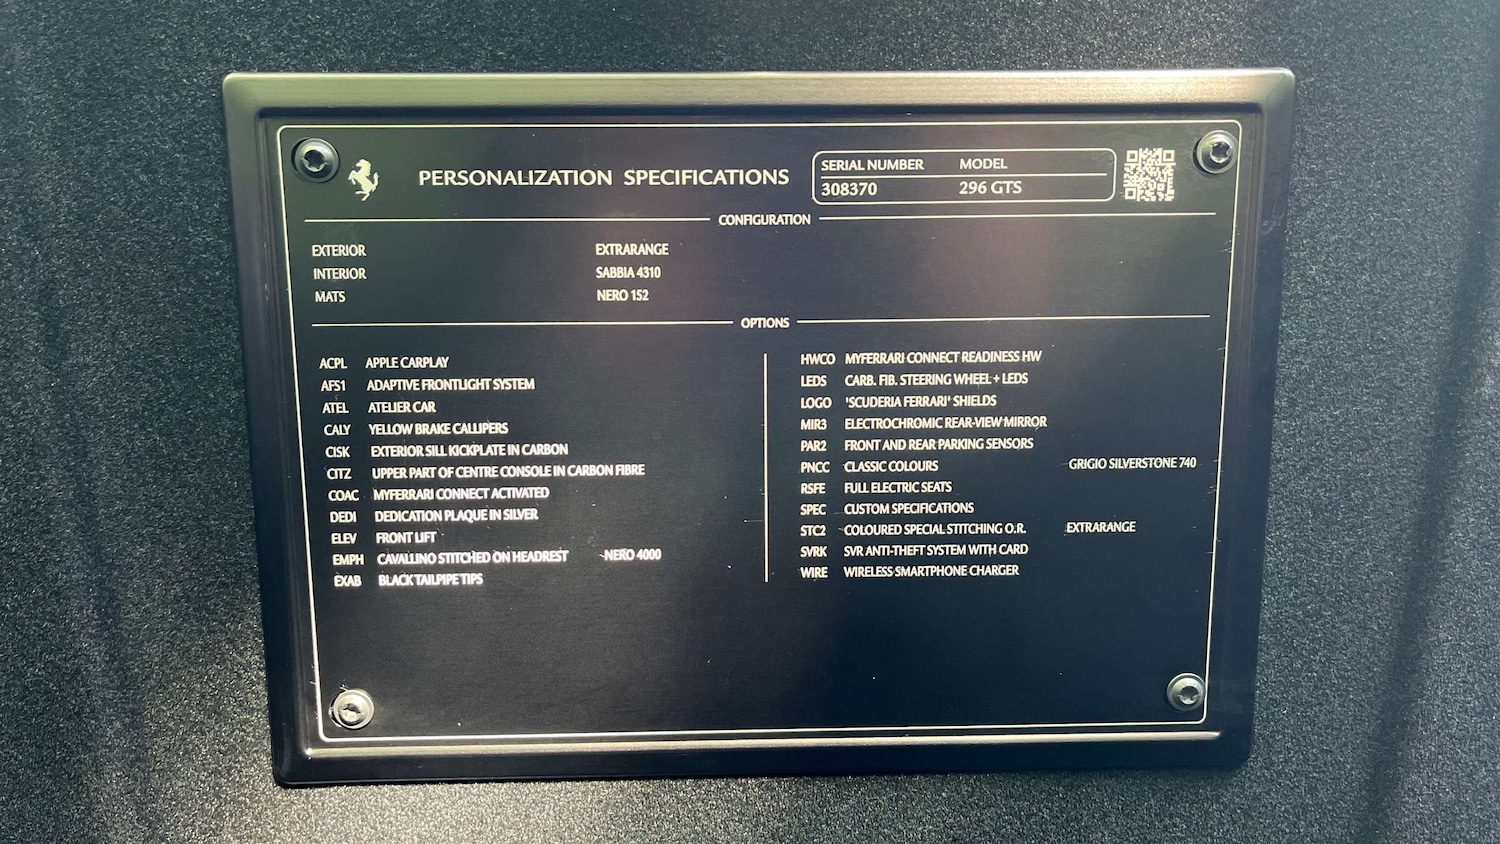 PERSONALIZATION SPECIFICATIONS
SERIAL NUMBER MODEL
308370 296 GTS
CONFIGURATION
EXTERIOR EXTRARANGE
INTERIOR SABBIA 4310
MATS NERO 152
OPTIONS
ACPL APPLE CARPLAY
AFS1 ADAPTIVE FRONTLIGHT SYSTEM
ATEL ATELIER CAR
CALY YELLOW BRAKE CALLIPERS
CISK EXTERIOR SILL KICKPLATE IN CARBON
CITZ UPPER PART OF CENTRE CONSOLE IN CARBON FIBRE
COAC MYFERRARI CONNECT ACTIVATED
DEDI DEDICATION PLAQUE IN SILVER
ELEV FRONT LIFT
EMPH CAVALLINO STITCHED ON HEADREST NERO 4000
EXAB BLACK TAILPIPE TIPS
HWCO MYFERRARI CONNECT READINESS HW
LEDS CARB. FIB. STEERING WHEEL + LEDS
LOGO 'SCUDERIA FERRARI' SHIELDS
MIR3 ELECTROCHROMIC REAR-VIEW MIRROR
PAR2 FRONT AND REAR PARKING SENSORS
PNCC CLASSIC COLOURS GRIGIO SILVERSTONE 740
RSFE FULL ELECTRIC SEATS
SPEC CUSTOM SPECIFICATIONS
STC2 COLOURED SPECIAL STITCHING O.R. EXTRARANGE
SVRK SVR ANTI-THEFT SYSTEM WITH CARD
WIRE WIRELESS SMARTPHONE CHARGER